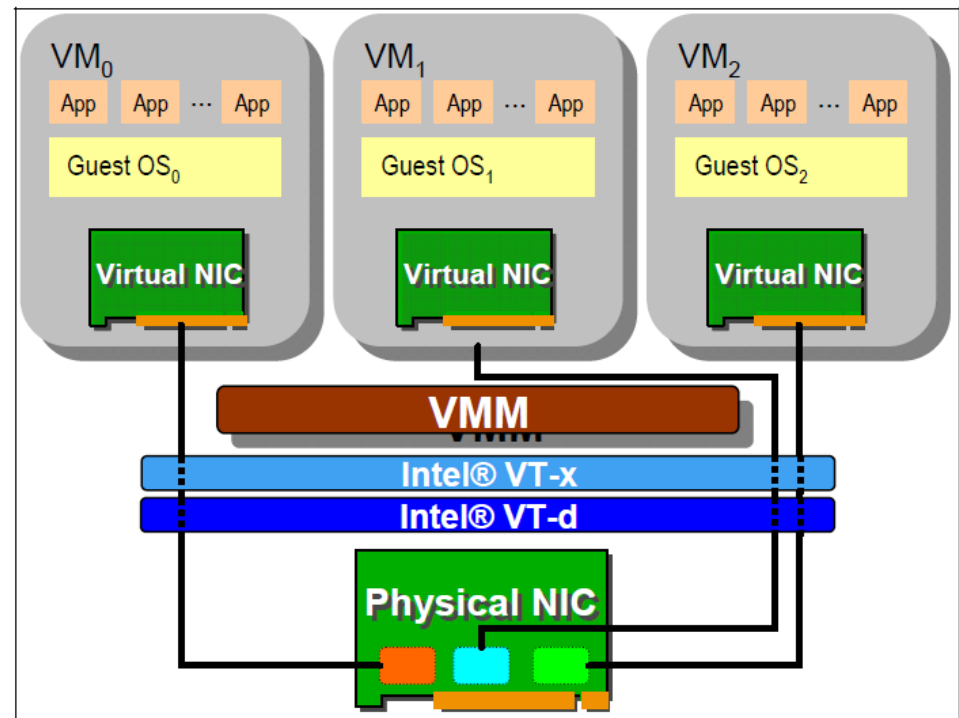 VM0 VM1 VM2
App App ... App App App ... App App App ... App
Guest OS0 Guest OS1 Guest OS2
Virtual NIC Virtual NIC Virtual NIC
VMM
VMM
Intel® VT-x
Intel® VT-d
Physical NIC